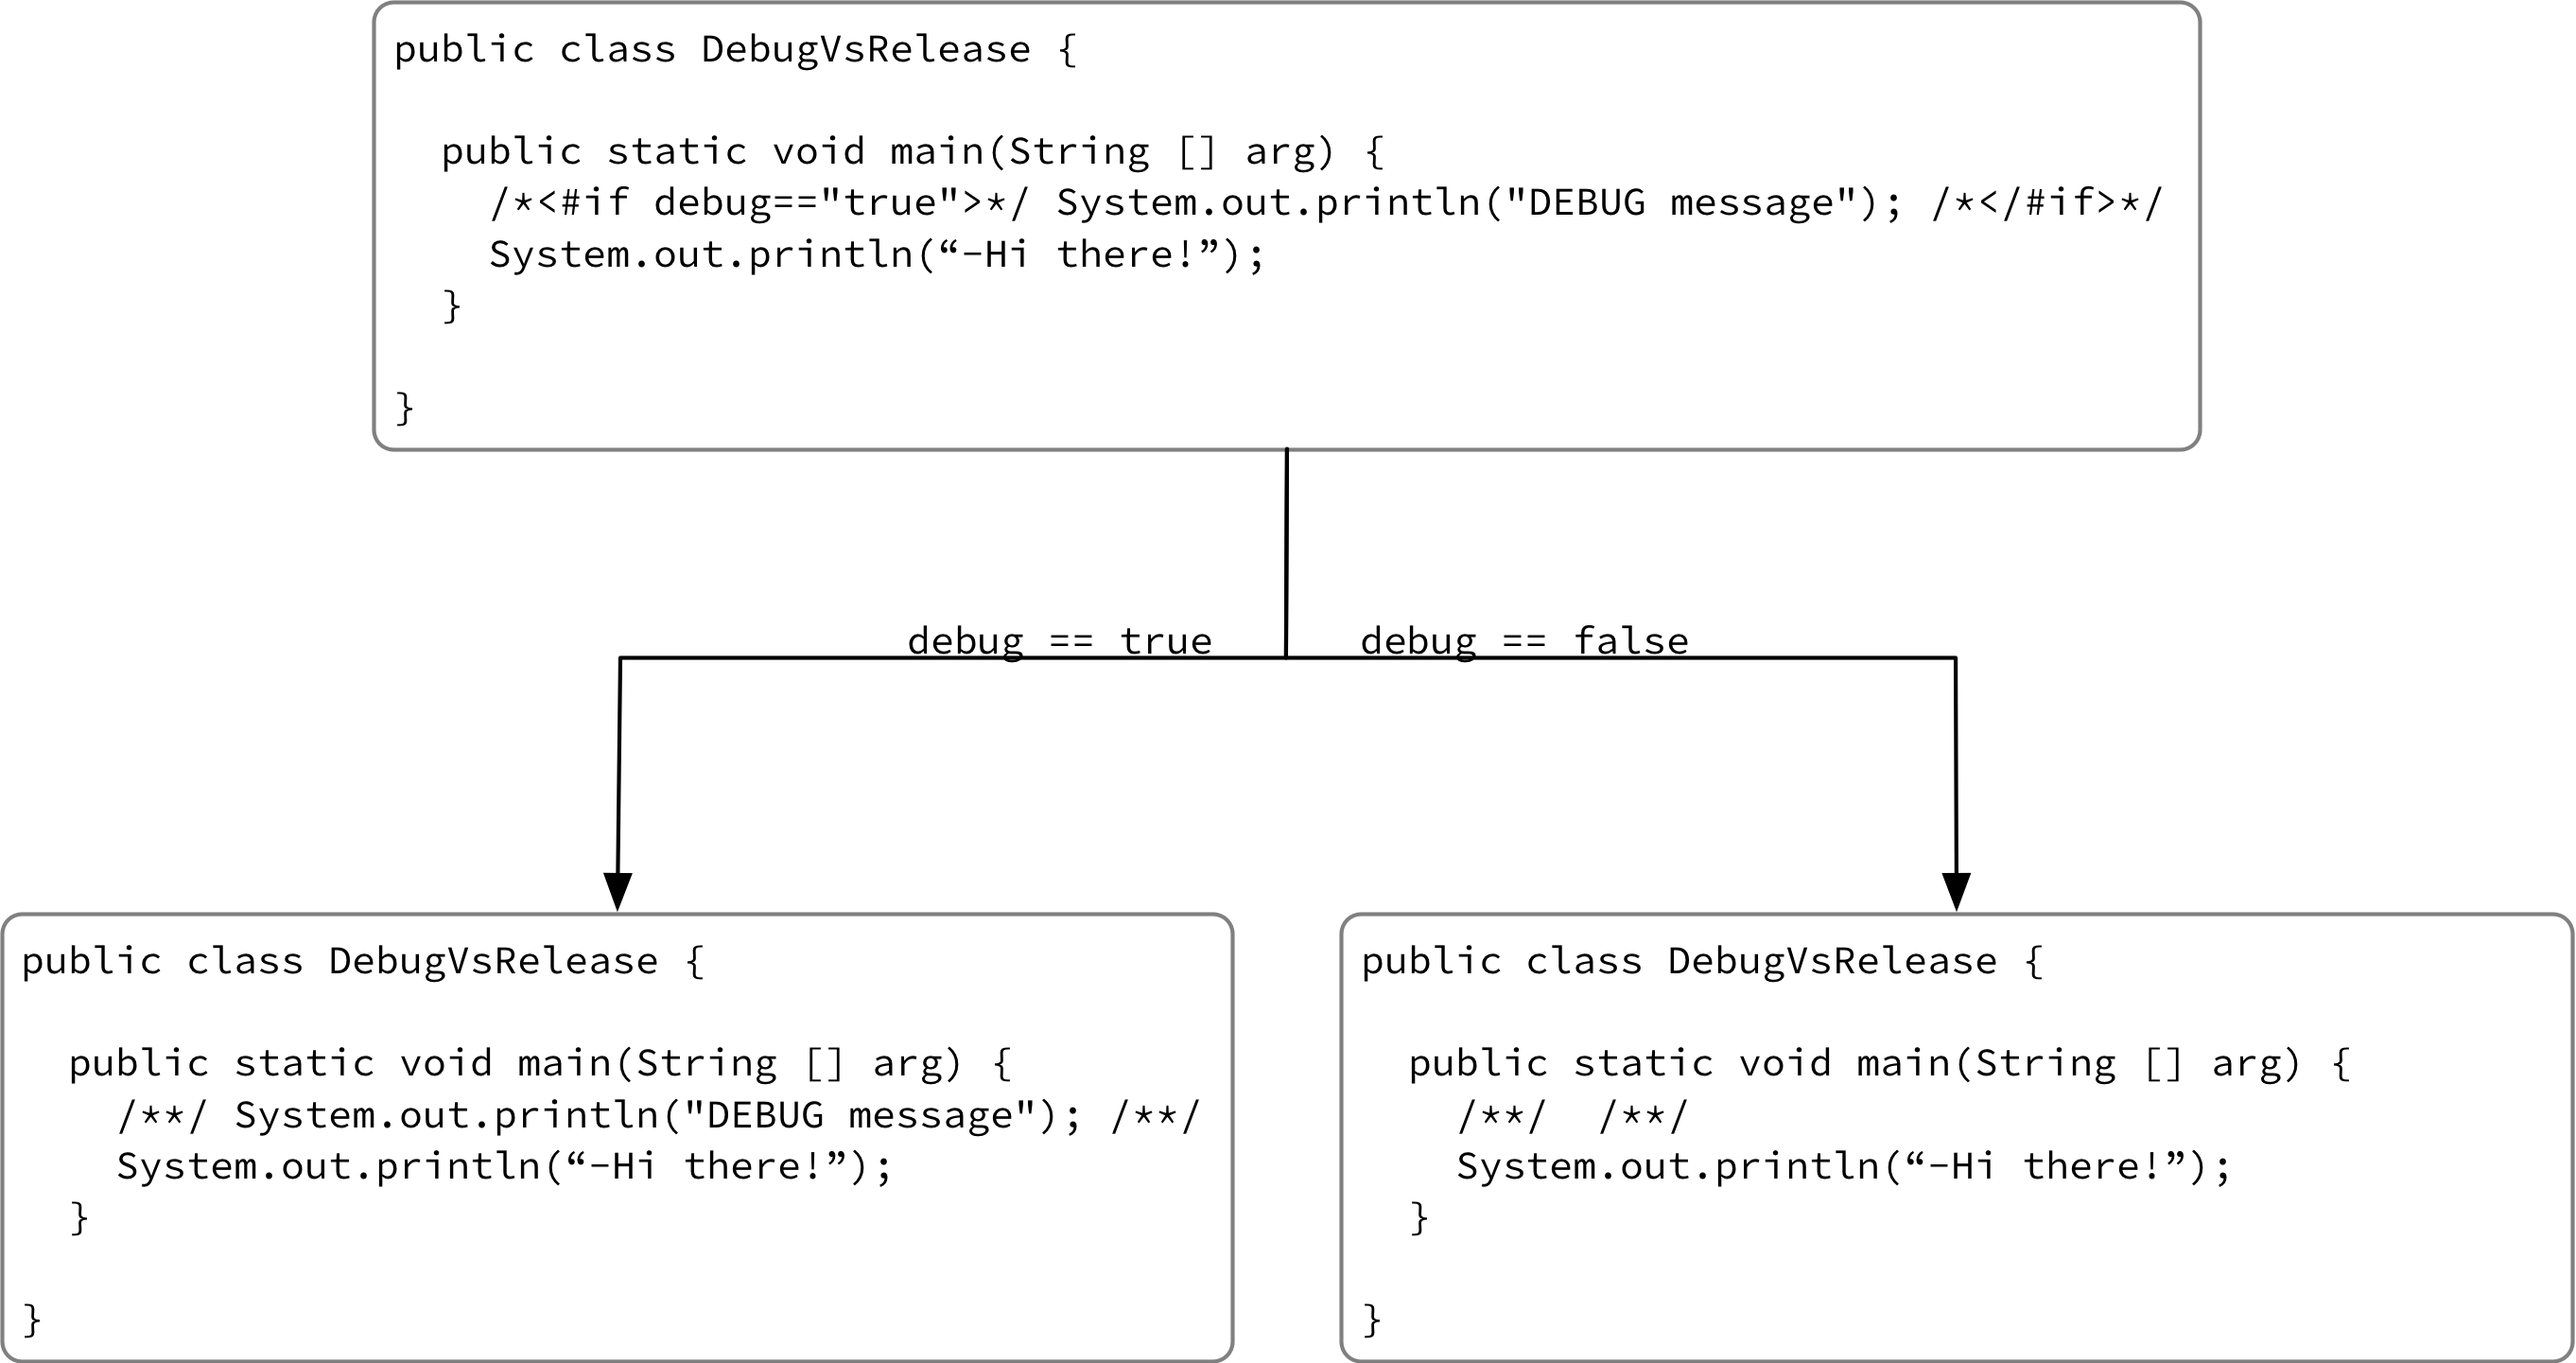 public class DebugVsRelease {
public static void main(String [] arg) {
/*<#if debug=="true">*/ System.out.println("DEBUG message"); /*</#if>*/
System.out.println(“-Hi there!”);
}
}
debug == true
debug == false
public class DebugVsRelease {
public static void main(String [] arg) {
/**/ System.out.println("DEBUG message"); /**/
System.out.println(“-Hi there!”);
}
}
public class DebugVsRelease {
public static void main(String [] arg) {
/**/  /**/
System.out.println(“-Hi there!”);
}
}